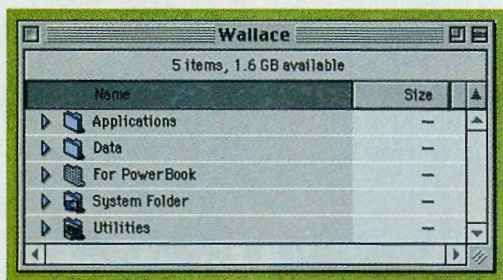 Wallace
5 items, 1.6 GB available
Name Size
Applications –
Data –
For PowerBook –
System Folder –
Utilities –